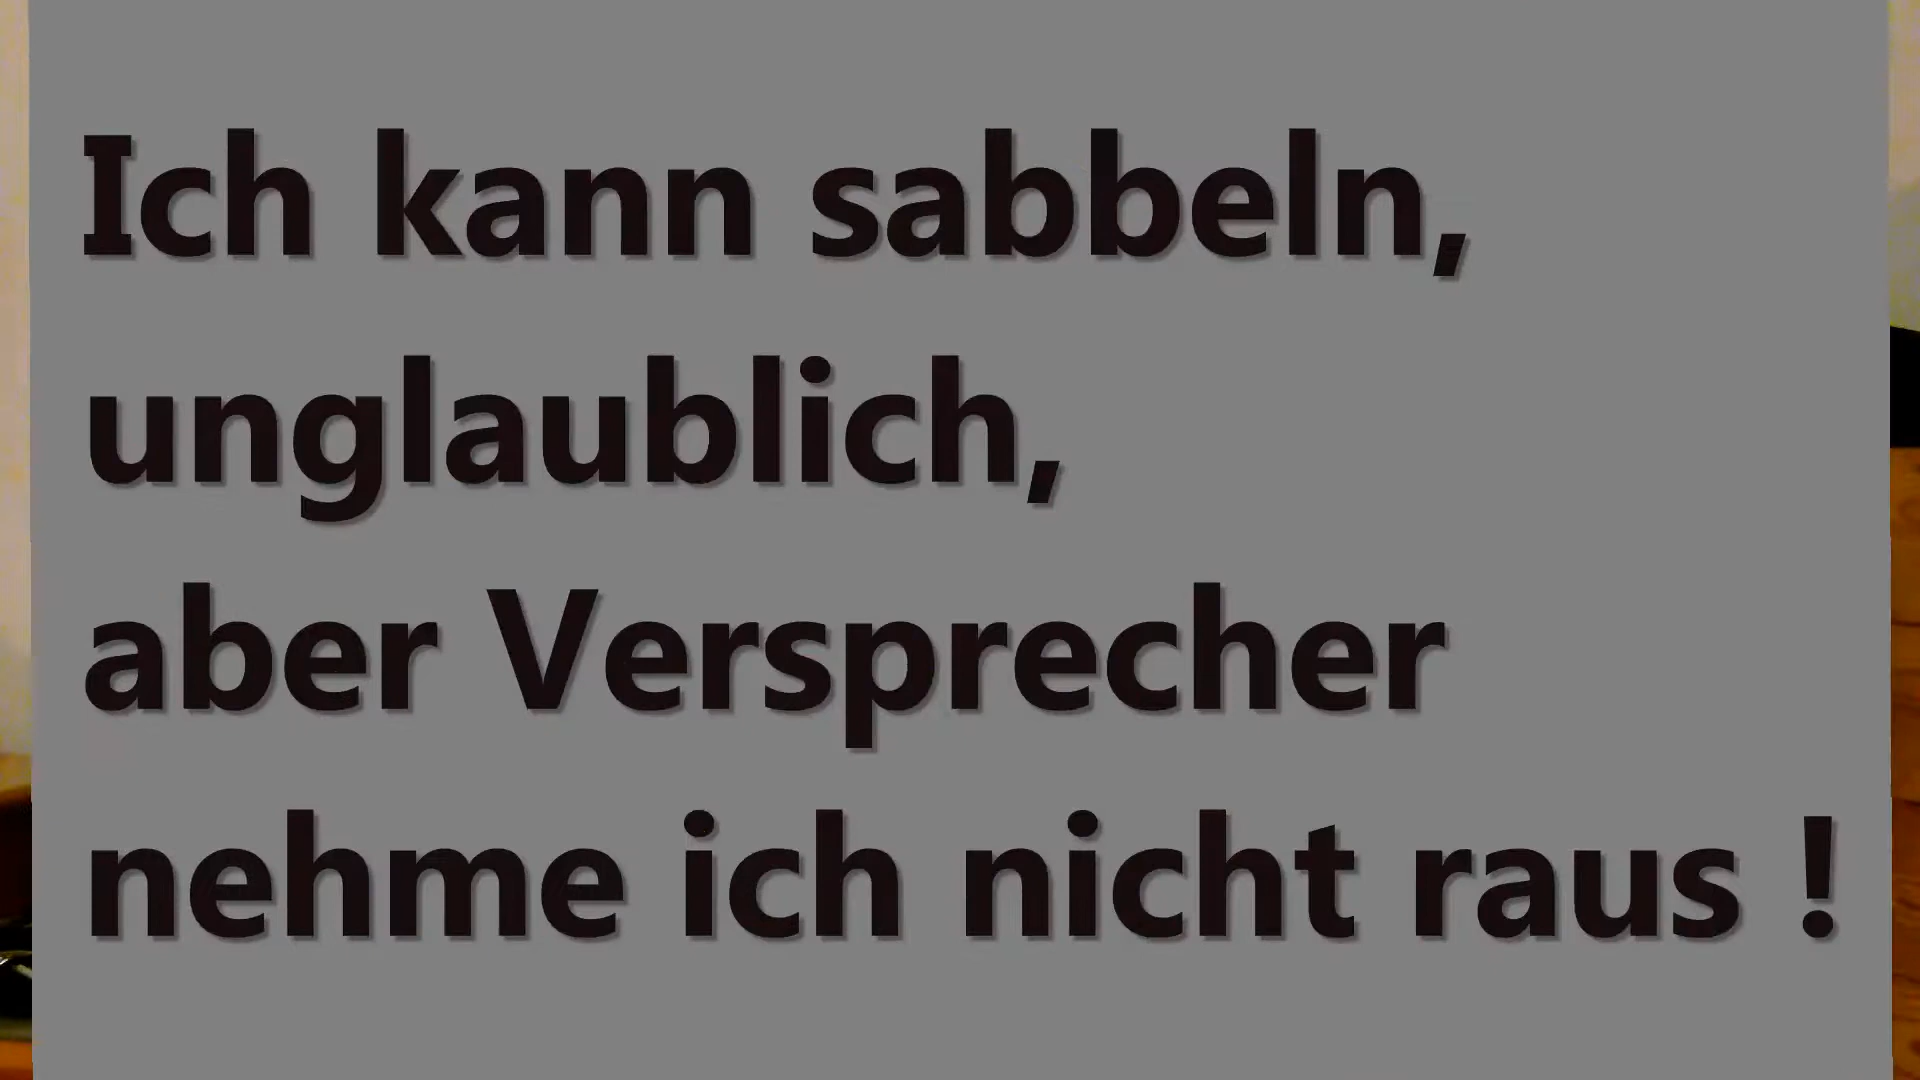 Ich kann sabbeln,
unglaublich,
aber Versprecher
nehme ich nicht raus !